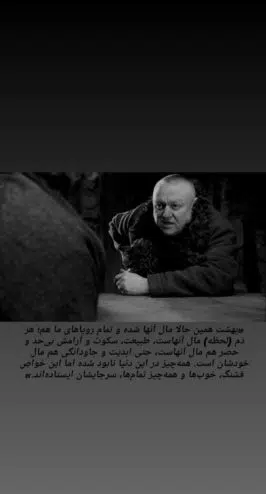 «بهشت همین حالا مال آنها شده و تمام رویاهای ما هم؛ هر
دم (لحظه) مال آنهاست، طبیعت، سکوت و آرامش بی‌حد و
حصر هم مال آنهاست، حتی ابدیت و جاودانگی هم مال
خودشان است. همه‌چیز در این دنیا نابود شده اما این خواص
قشنگ، خوب‌ها و همه‌چیز تمام‌ها، سرجایشان ایستاده‌اند.»